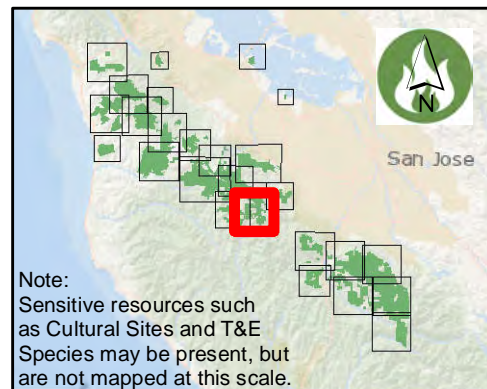 N
San Jose
Note:
Sensitive resources such
as Cultural Sites and T&E
Species may be present, but
are not mapped at this scale.